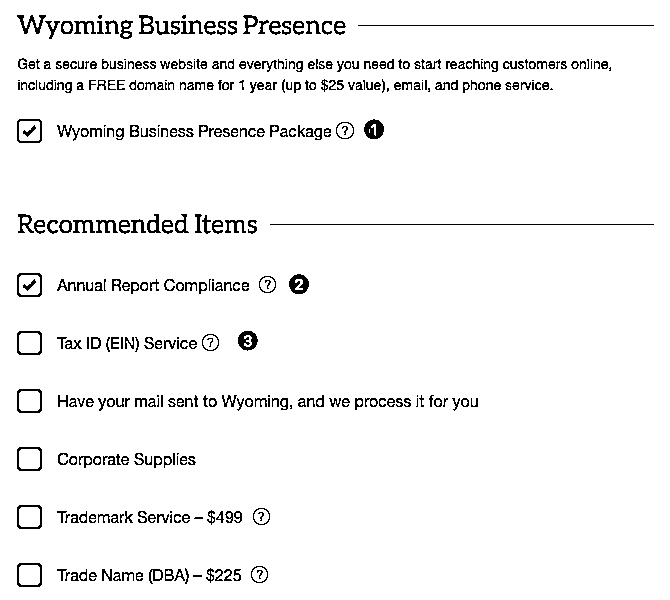 Wyoming Business Presence
Get a secure business website and everything else you need to start reaching customers online,
including a FREE domain name for 1 year (up to $25 value), email, and phone service.
Wyoming Business Presence Package ? 1
Recommended Items
Annual Report Compliance ? 2
Tax ID (EIN) Service ? 3
Have your mail sent to Wyoming, and we process it for you
Corporate Supplies
Trademark Service – $499 ?
Trade Name (DBA) – $225 ?